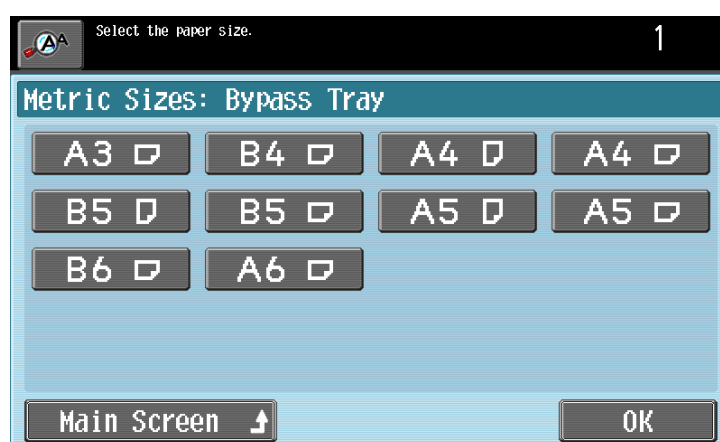 Select the paper size.
1
Metric Sizes: Bypass Tray
A3 B4 A4 A4
B5 B5 A5 A5
B6 A6
Main Screen OK